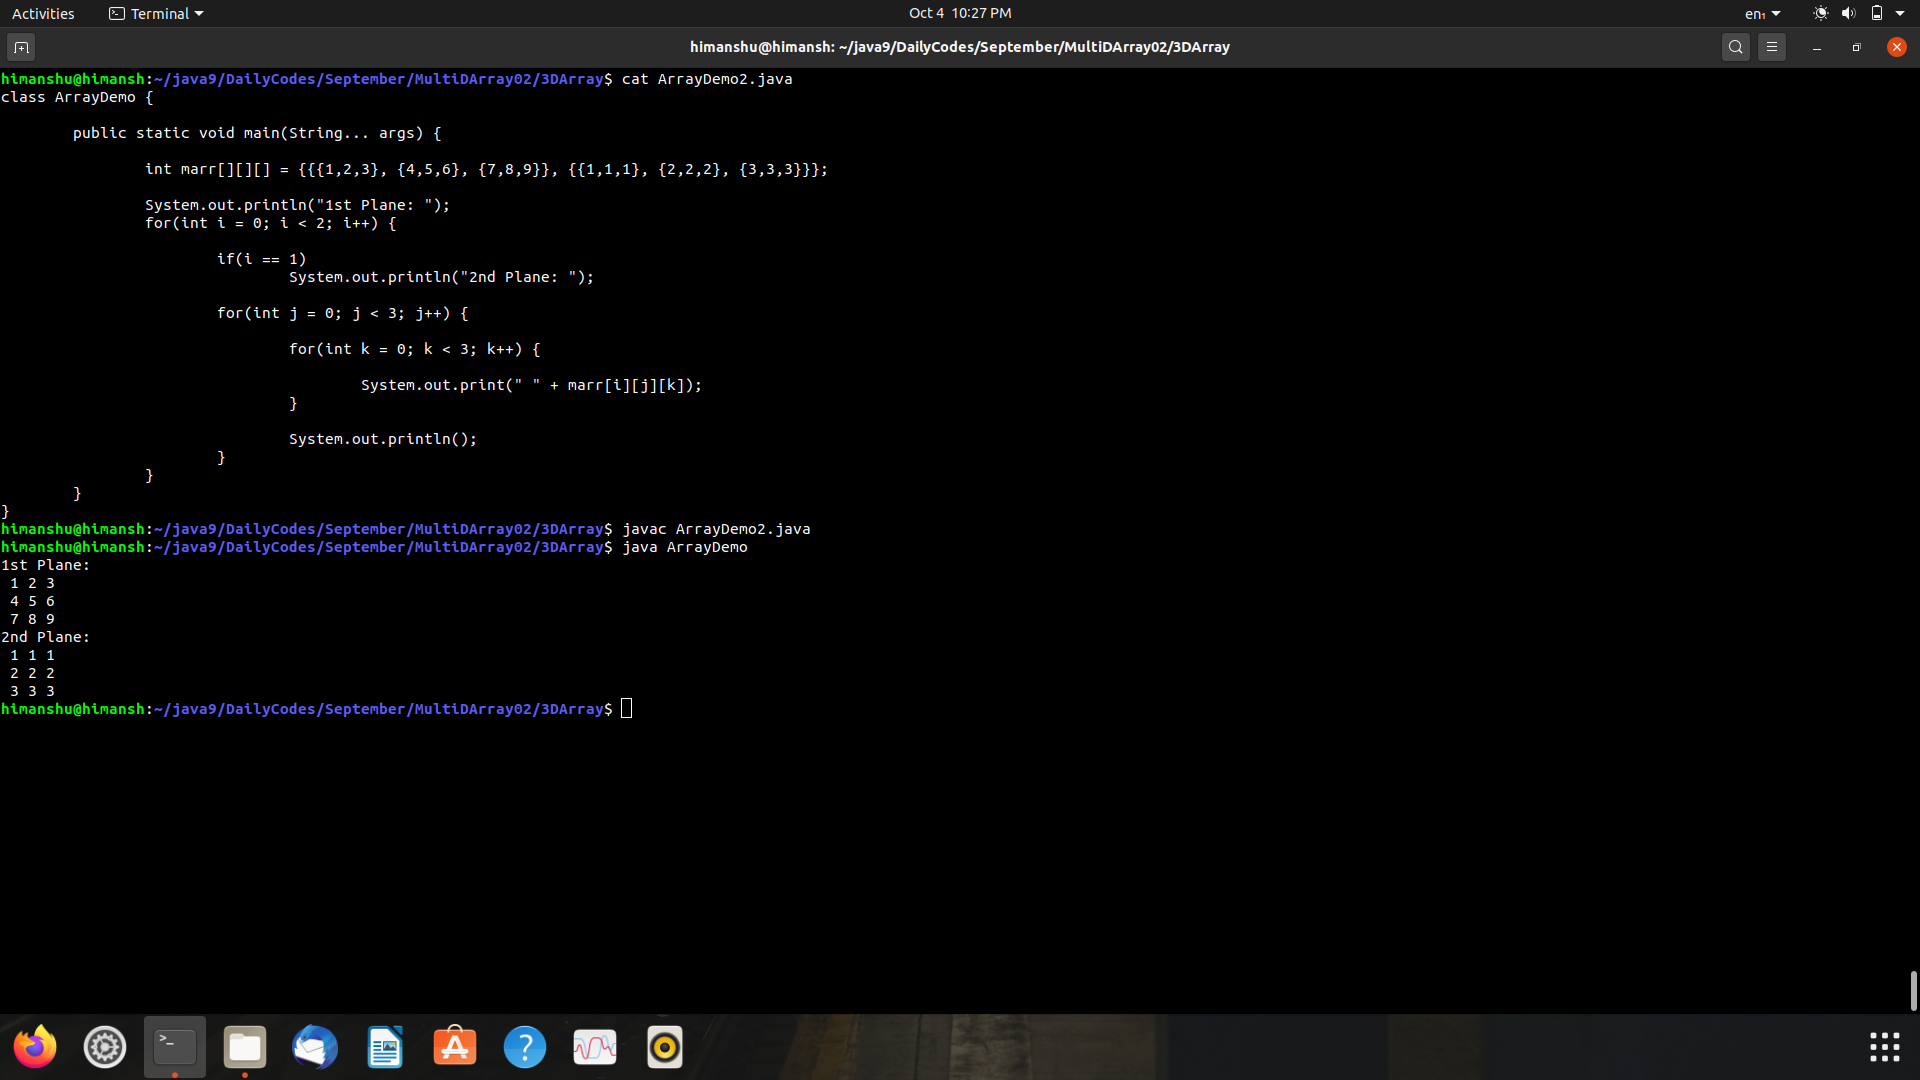 Activities Terminal Oct 4 10:27 PM en₁
himanshu@himansh: ~/java9/DailyCodes/September/MultiDArray02/3DArray
himanshu@himansh:~/java9/DailyCodes/September/MultiDArray02/3DArray$ cat ArrayDemo2.java
class ArrayDemo {
        public static void main(String... args) {
                int marr[][][] = {{{1,2,3}, {4,5,6}, {7,8,9}}, {{1,1,1}, {2,2,2}, {3,3,3}}};
                System.out.println("1st Plane: ");
                for(int i = 0; i < 2; i++) {
                        if(i == 1)
                                System.out.println("2nd Plane: ");
                        for(int j = 0; j < 3; j++) {
                                for(int k = 0; k < 3; k++) {
                                        System.out.print(" " + marr[i][j][k]);
                                }
                                System.out.println();
                        }
                }
        }
}
himanshu@himansh:~/java9/DailyCodes/September/MultiDArray02/3DArray$ javac ArrayDemo2.java
himanshu@himansh:~/java9/DailyCodes/September/MultiDArray02/3DArray$ java ArrayDemo
1st Plane:
 1 2 3
 4 5 6
 7 8 9
2nd Plane:
 1 1 1
 2 2 2
 3 3 3
himanshu@himansh:~/java9/DailyCodes/September/MultiDArray02/3DArray$